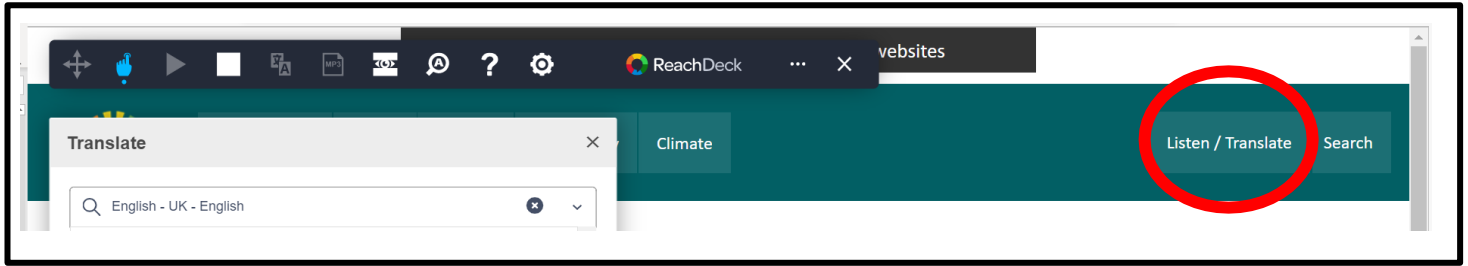 websites
MP3
A
?
ReachDeck
Translate
Climate
Listen / Translate
Search
English - UK - English